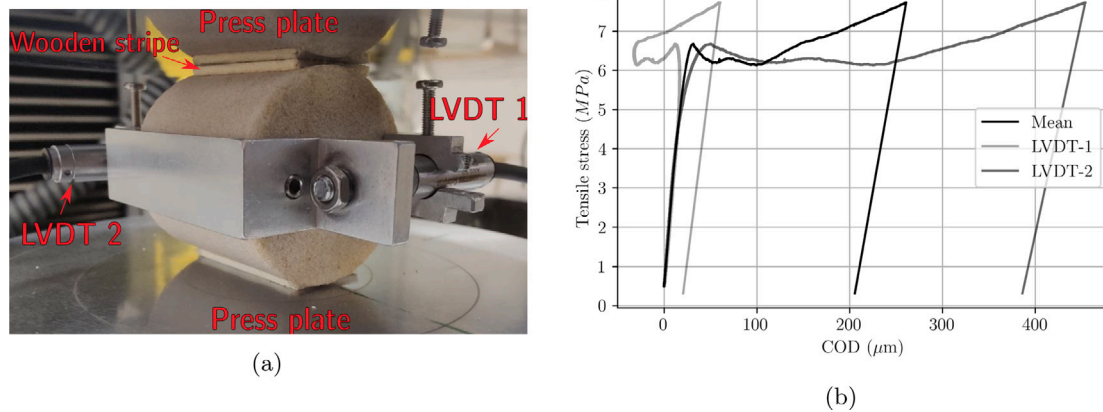 Press plate
Wooden stripe
LVDT 1
LVDT 2
Press plate
(a)
7
6
5
4
3
2
1
0
Tensile stress (MPa)
Mean
LVDT-1
LVDT-2
0 100 200 300 400
COD (μm)
(b)